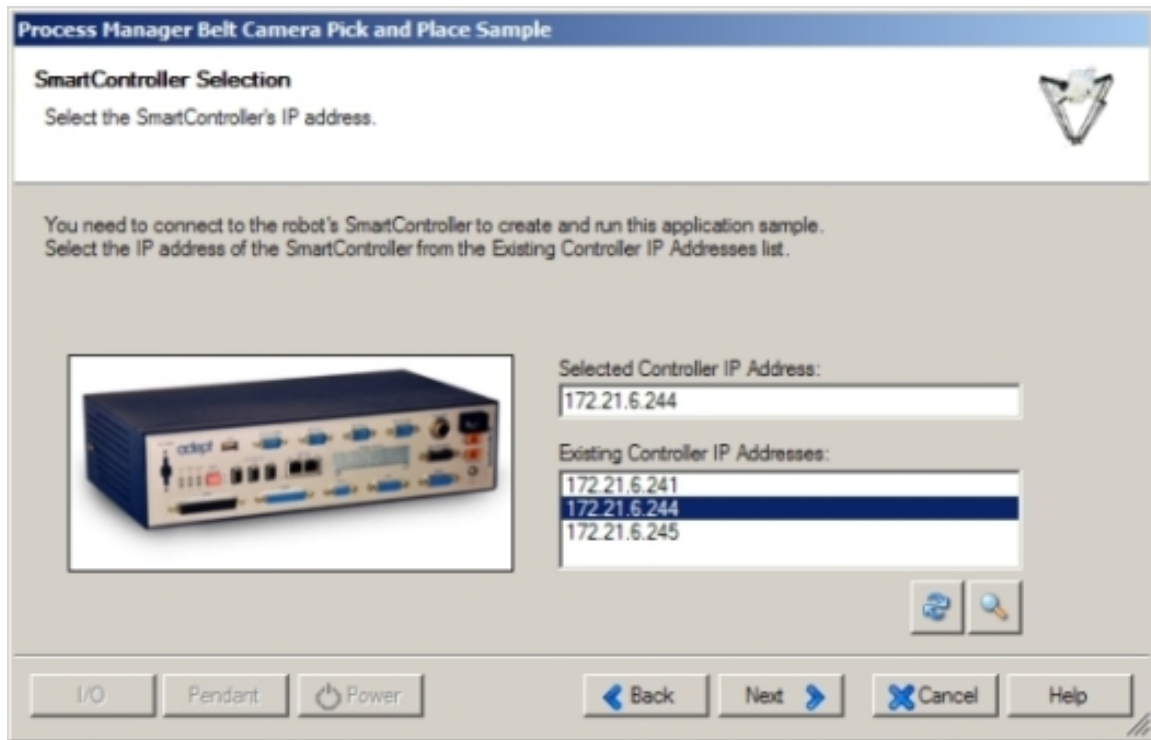 Process Manager Belt Camera Pick and Place Sample
SmartController Selection
Select the SmartController's IP address.
You need to connect to the robot's SmartController to create and run this application sample.
Select the IP address of the SmartController from the Existing Controller IP Addresses list.
adept
Selected Controller IP Address:
172.21.6.244
Existing Controller IP Addresses:
172.21.6.241
172.21.6.244
172.21.6.245
I/O
Pendant
Power
Back
Next
Cancel
Help